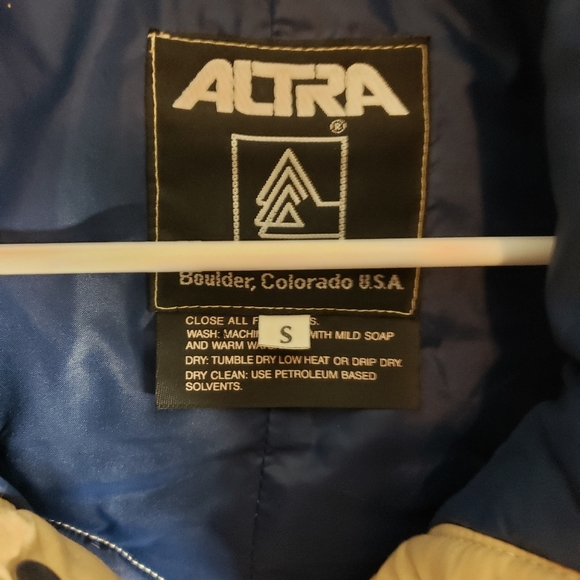 ALTRA
®
Boulder, Colorado U.S.A.
CLOSE ALL
WASH: WITH MILD SOAP
S
AND WARM
DRY: TUMBLE DRY LOW HEAT OR DRIP DRY.
DRY CLEAN: USE PETROLEUM BASED
SOLVENTS.